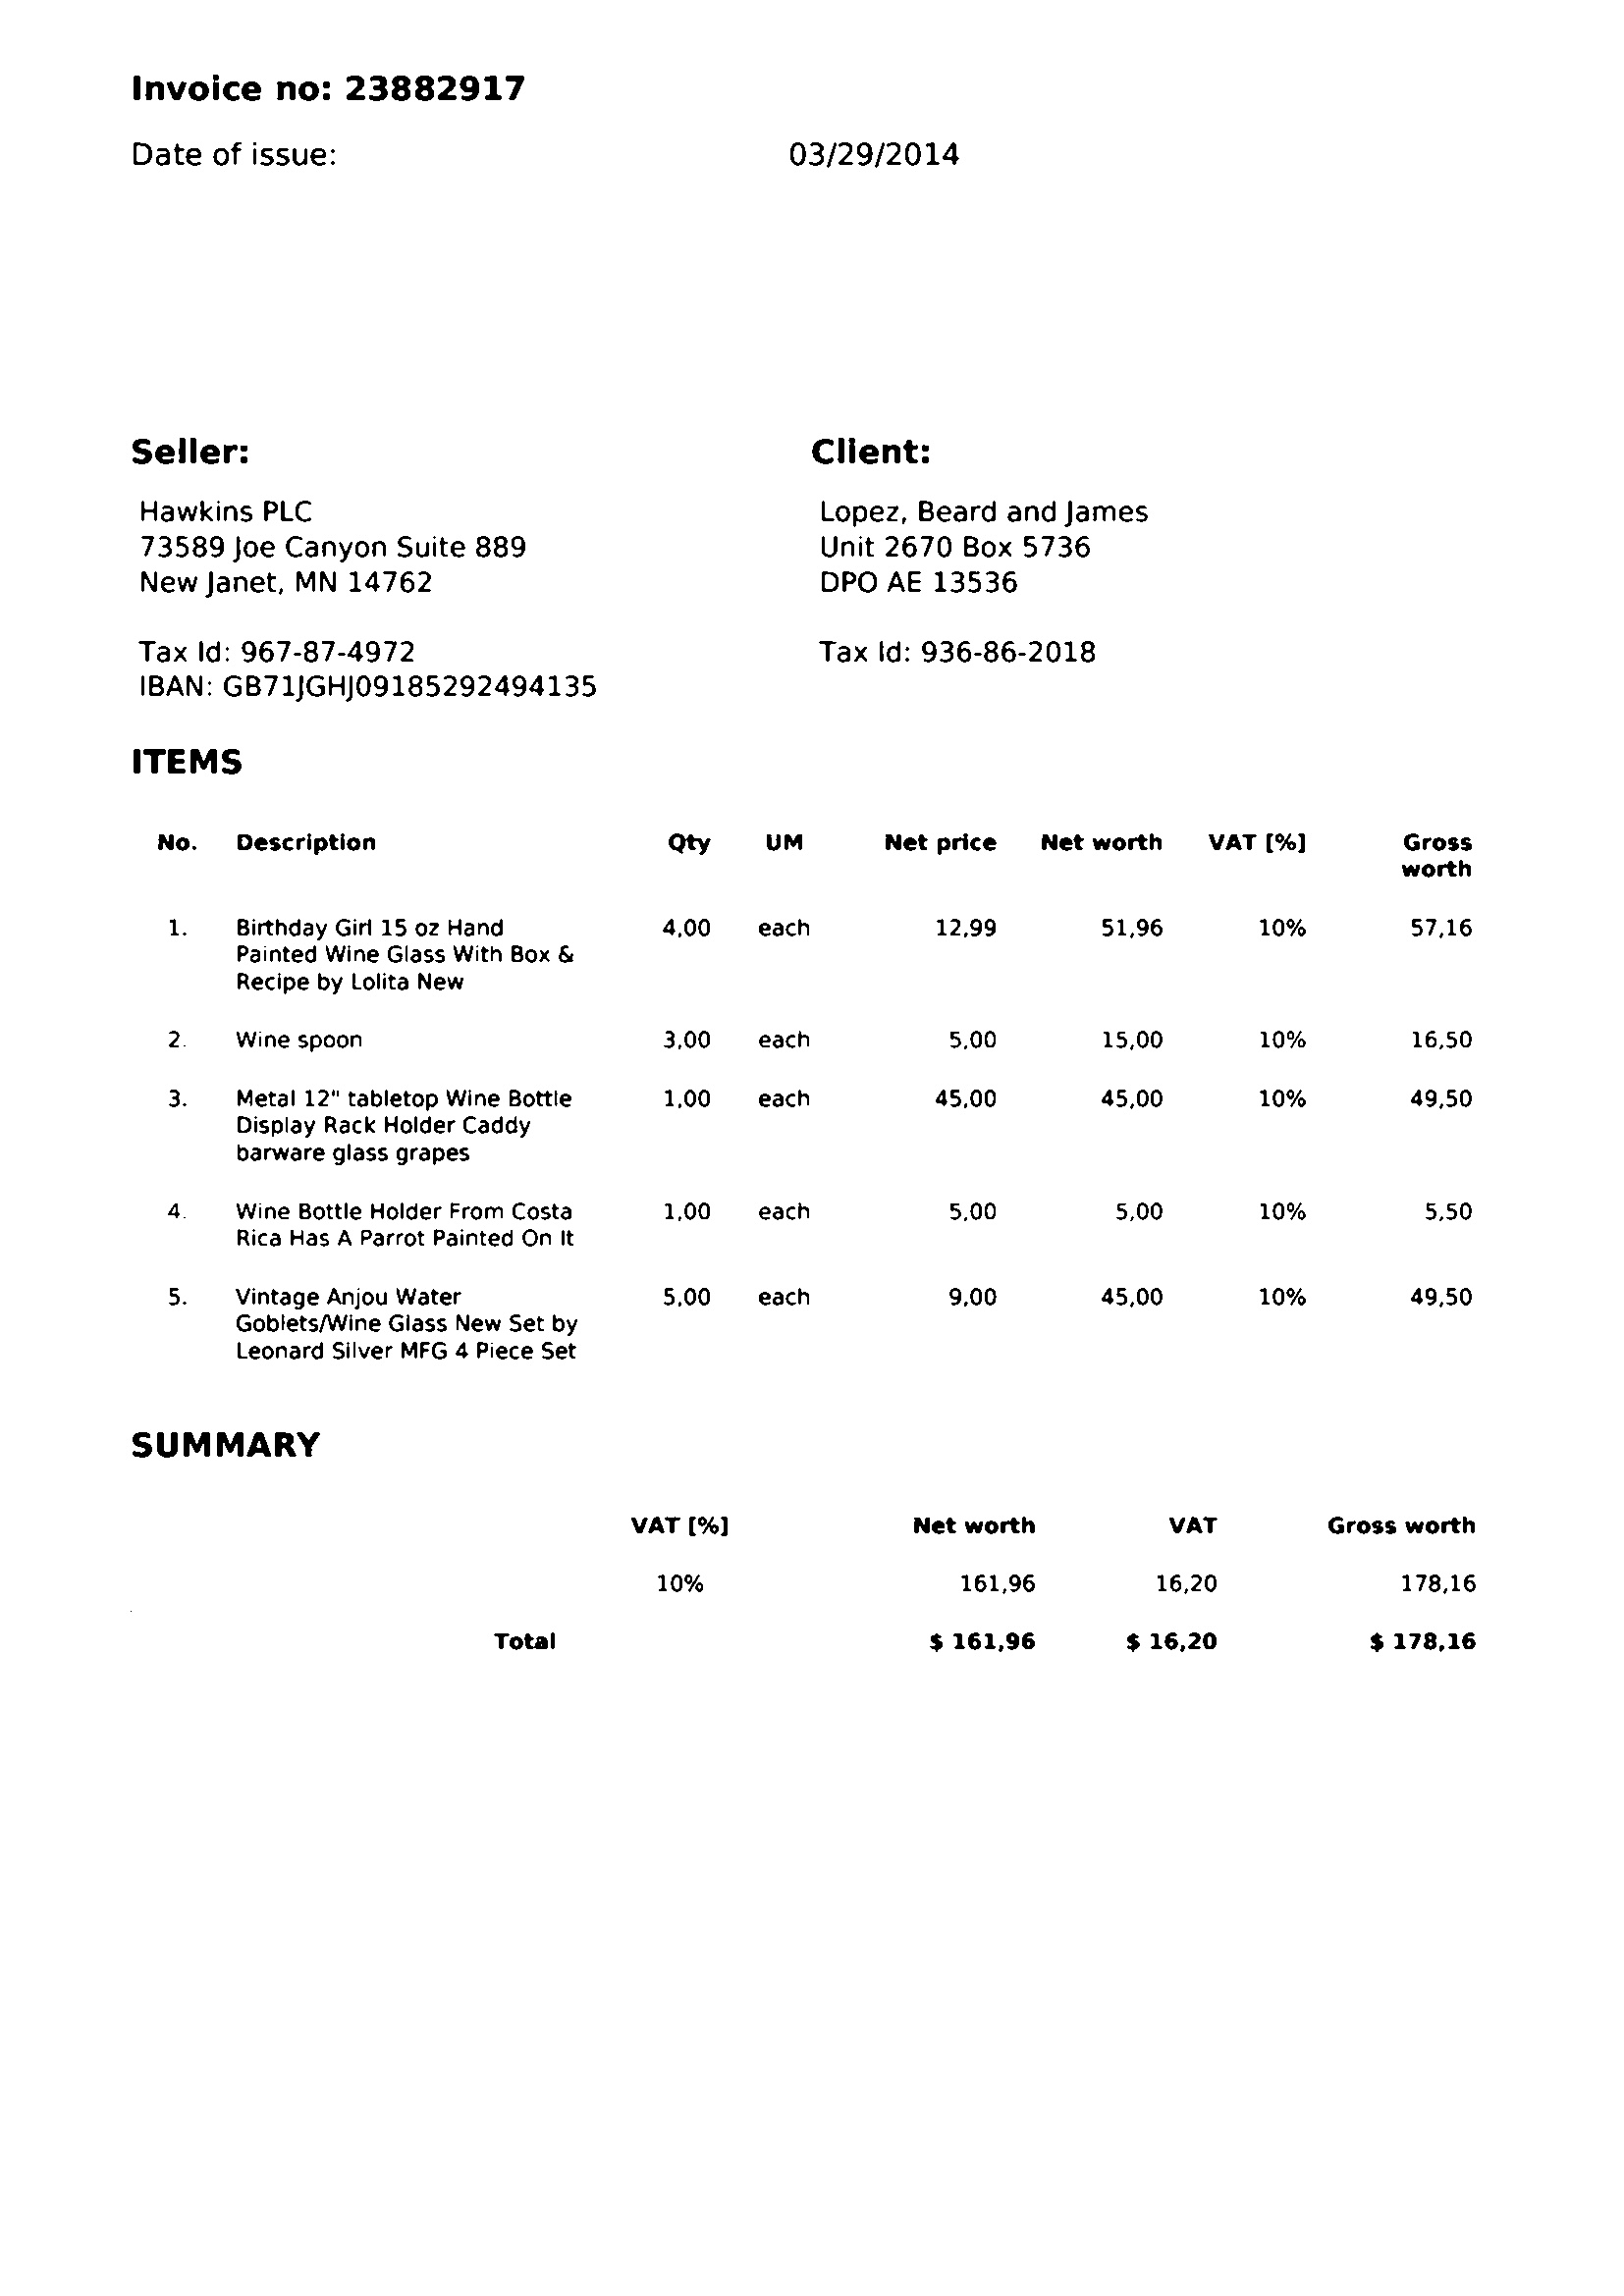 Invoice no: 23882917
Date of issue: 03/29/2014
Seller: Client:
Hawkins PLC Lopez, Beard and James
73589 Joe Canyon Suite 889 Unit 2670 Box 5736
New Janet, MN 14762 DPO AE 13536
Tax Id: 967-87-4972 Tax Id: 936-86-2018
IBAN: GB71JGHJ09185292494135
ITEMS
No. Description Qty UM Net price Net worth VAT [%] Gross
worth
1. Birthday Girl 15 oz Hand 4,00 each 12,99 51,96 10% 57,16
Painted Wine Glass With Box &
Recipe by Lolita New
2. Wine spoon 3,00 each 5,00 15,00 10% 16,50
3. Metal 12" tabletop Wine Bottle 1,00 each 45,00 45,00 10% 49,50
Display Rack Holder Caddy
barware glass grapes
4. Wine Bottle Holder From Costa 1,00 each 5,00 5,00 10% 5,50
Rica Has A Parrot Painted On It
5. Vintage Anjou Water 5,00 each 9,00 45,00 10% 49,50
Goblets/Wine Glass New Set by
Leonard Silver MFG 4 Piece Set
SUMMARY
VAT [%] Net worth VAT Gross worth
10% 161,96 16,20 178,16
Total $ 161,96 $ 16,20 $ 178,16